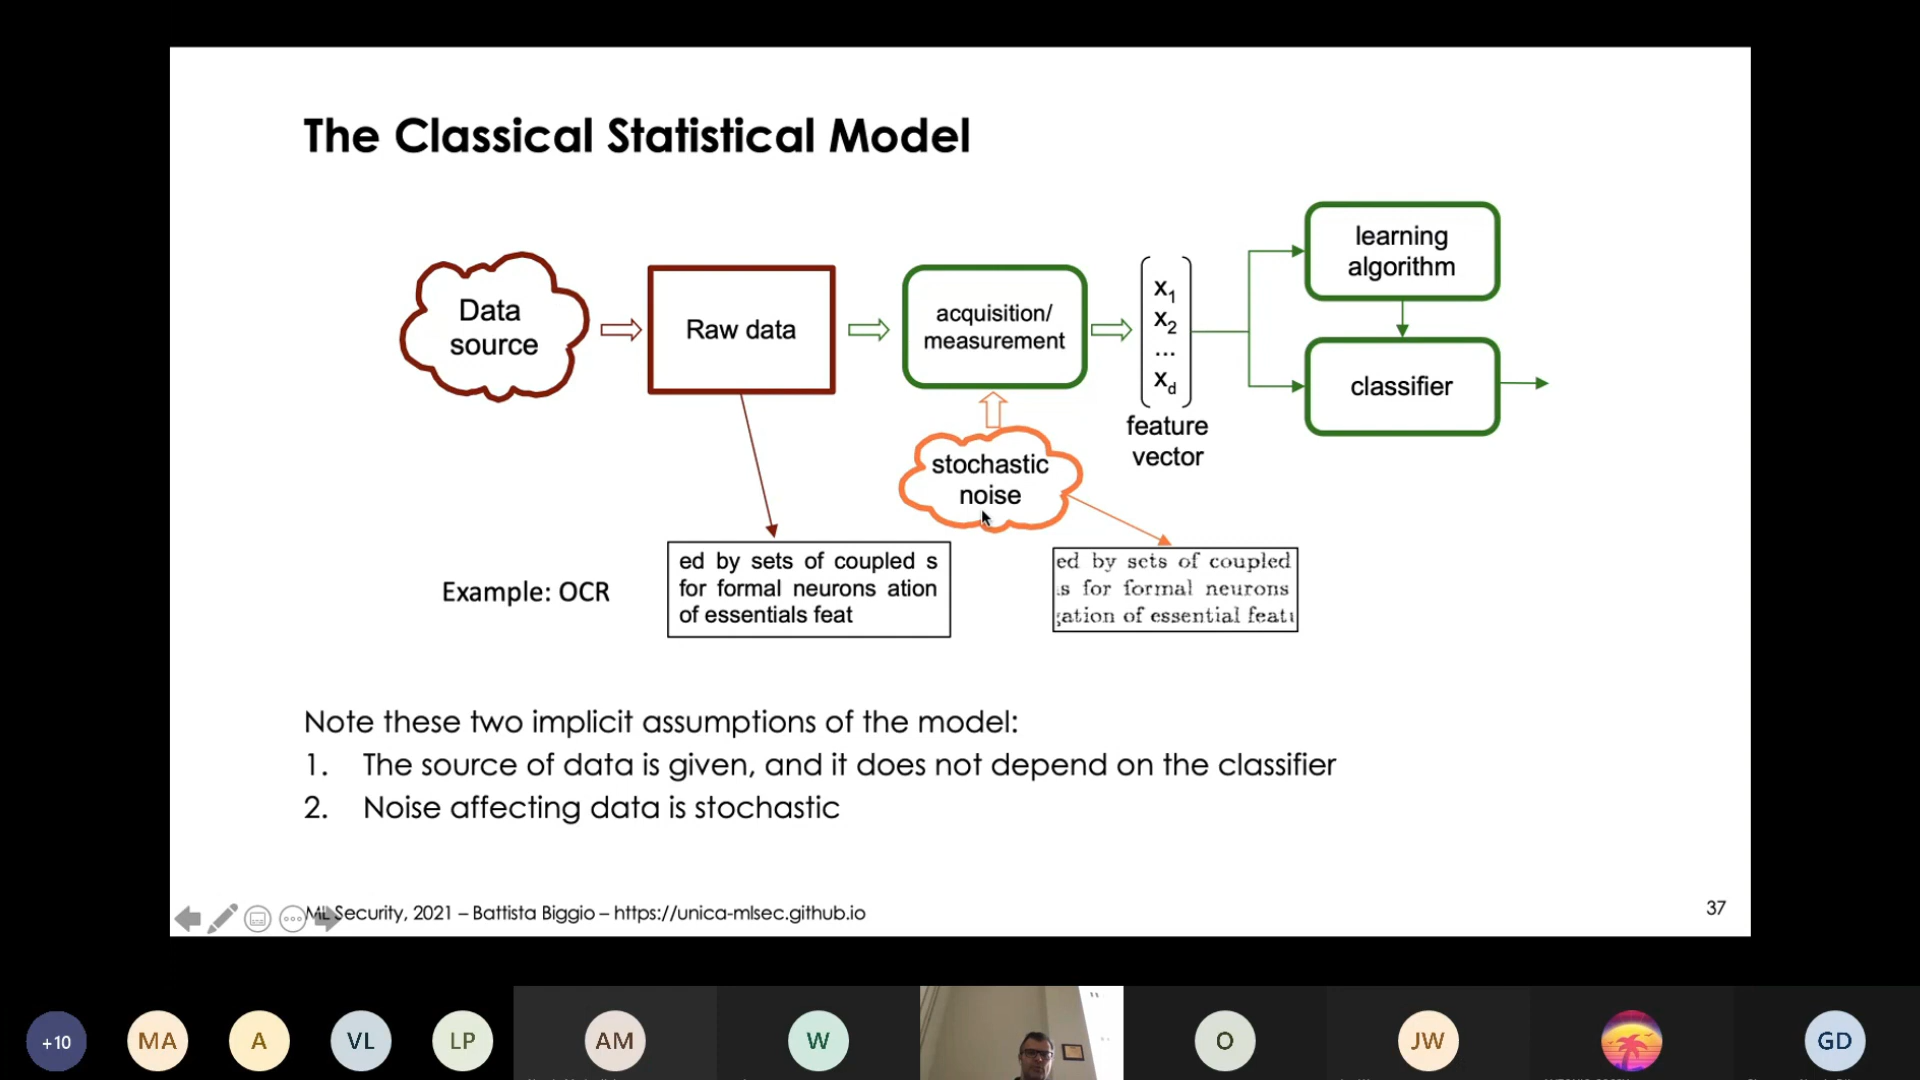 The Classical Statistical Model
Data
source
Raw data
acquisition/
measurement
x1
x2
...
xd
feature
vector
learning
algorithm
classifier
stochastic
noise
Example: OCR
ed by sets of coupled s
for formal neurons ation
of essentials feat
ed by sets of coupled
s for formal neurons
gation of essential featu
Note these two implicit assumptions of the model:
1. The source of data is given, and it does not depend on the classifier
2. Noise affecting data is stochastic
ML Security, 2021 – Battista Biggio – https://unica-mlsec.github.io
37
+10
MA
A
VL
LP
AM
W
O
JW
GD